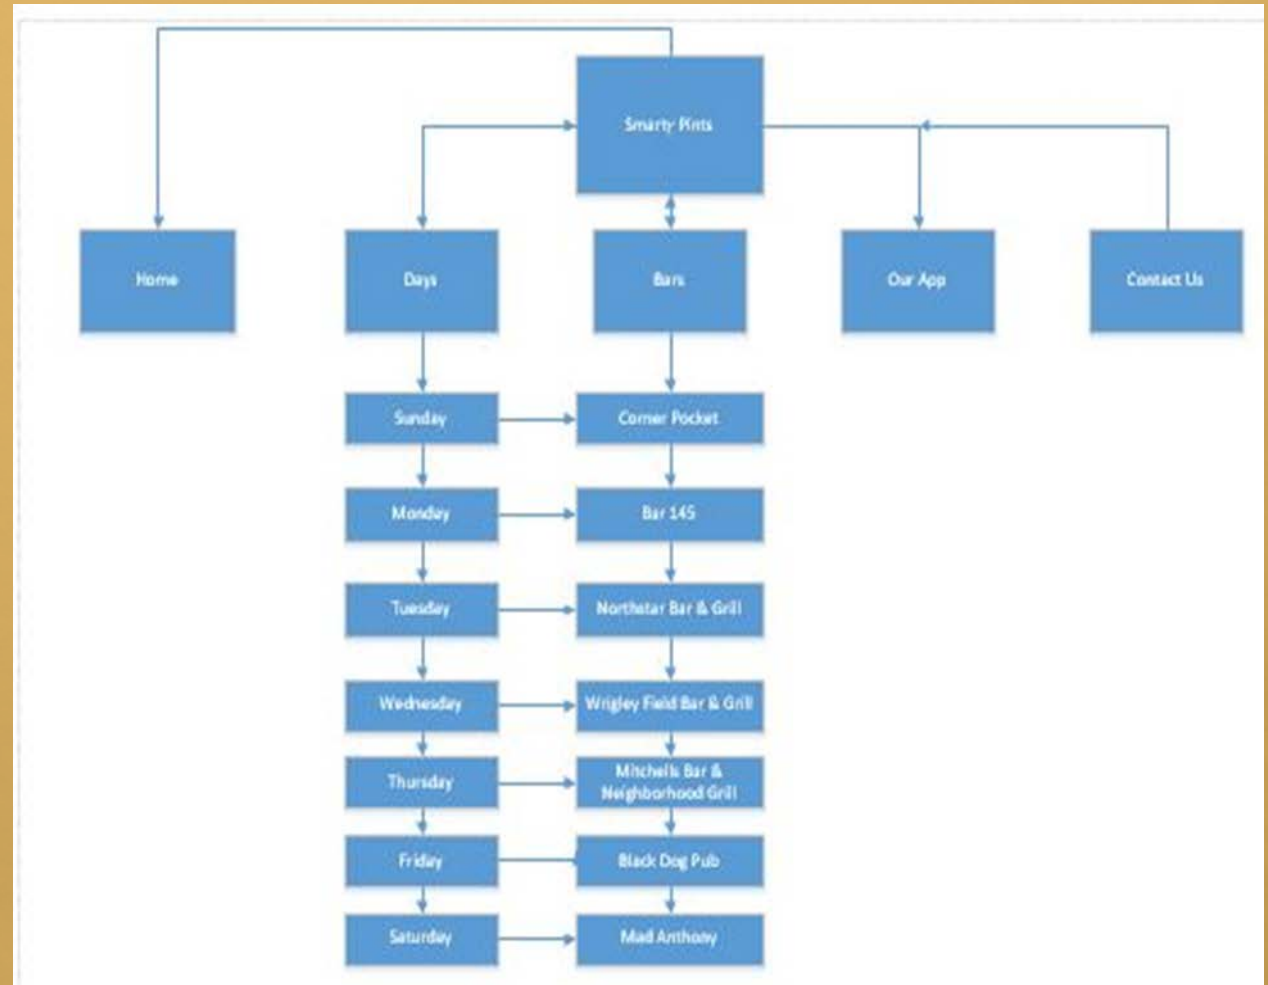 Smarty Pints
Home
Days
Bars
Our App
Contact Us
Sunday
Corner Pocket
Monday
Bar 145
Tuesday
Northstar Bar & Grill
Wednesday
Wrigley Field Bar & Grill
Thursday
Mitchells Bar &
Neighborhood Grill
Friday
Black Dog Pub
Saturday
Mad Anthony